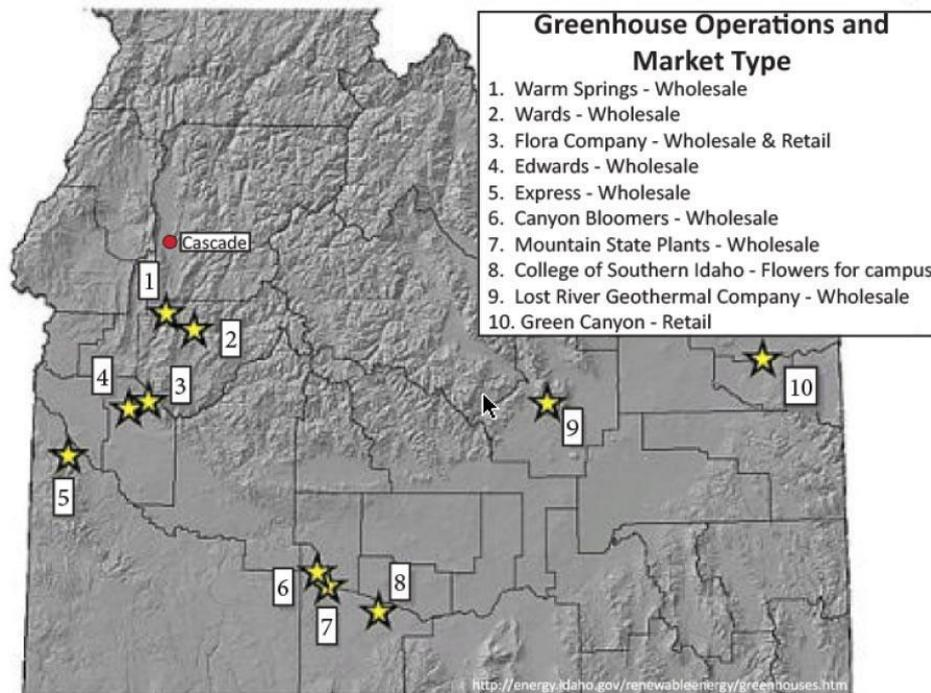 Greenhouse Operations and
Market Type
1. Warm Springs - Wholesale
2. Wards - Wholesale
3. Flora Company - Wholesale & Retail
4. Edwards - Wholesale
5. Express - Wholesale
6. Canyon Bloomers - Wholesale
7. Mountain State Plants - Wholesale
8. College of Southern Idaho - Flowers for campus
9. Lost River Geothermal Company - Wholesale
10. Green Canyon - Retail
Cascade
1
2
4
3
10
9
5
6
8
7
http://energy.idaho.gov/renewableenergy/greenhouses.htm